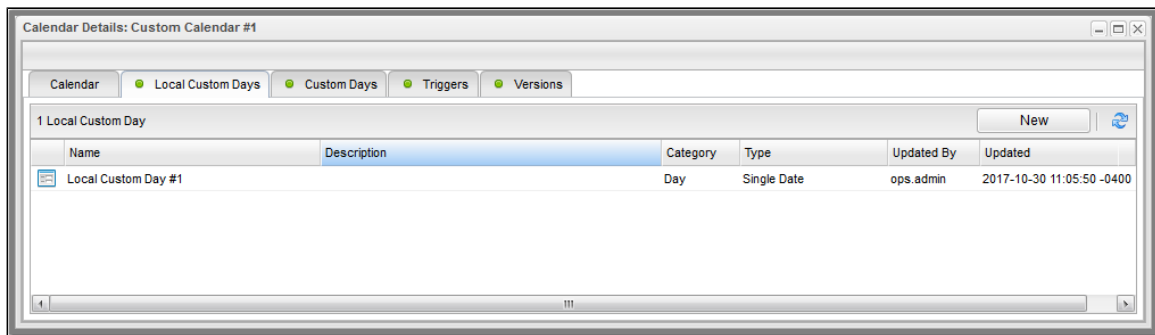 Calendar Details: Custom Calendar #1
Calendar Local Custom Days Custom Days Triggers Versions
1 Local Custom Day New
Name Description Category Type Updated By Updated
Local Custom Day #1 Day Single Date ops.admin 2017-10-30 11:05:50 -0400